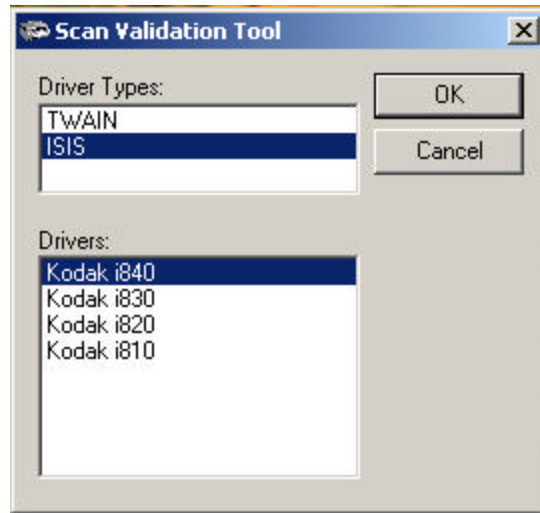 Scan Validation Tool
Driver Types:
TWAIN
ISIS
OK
Cancel
Drivers:
Kodak i840
Kodak i830
Kodak i820
Kodak i810